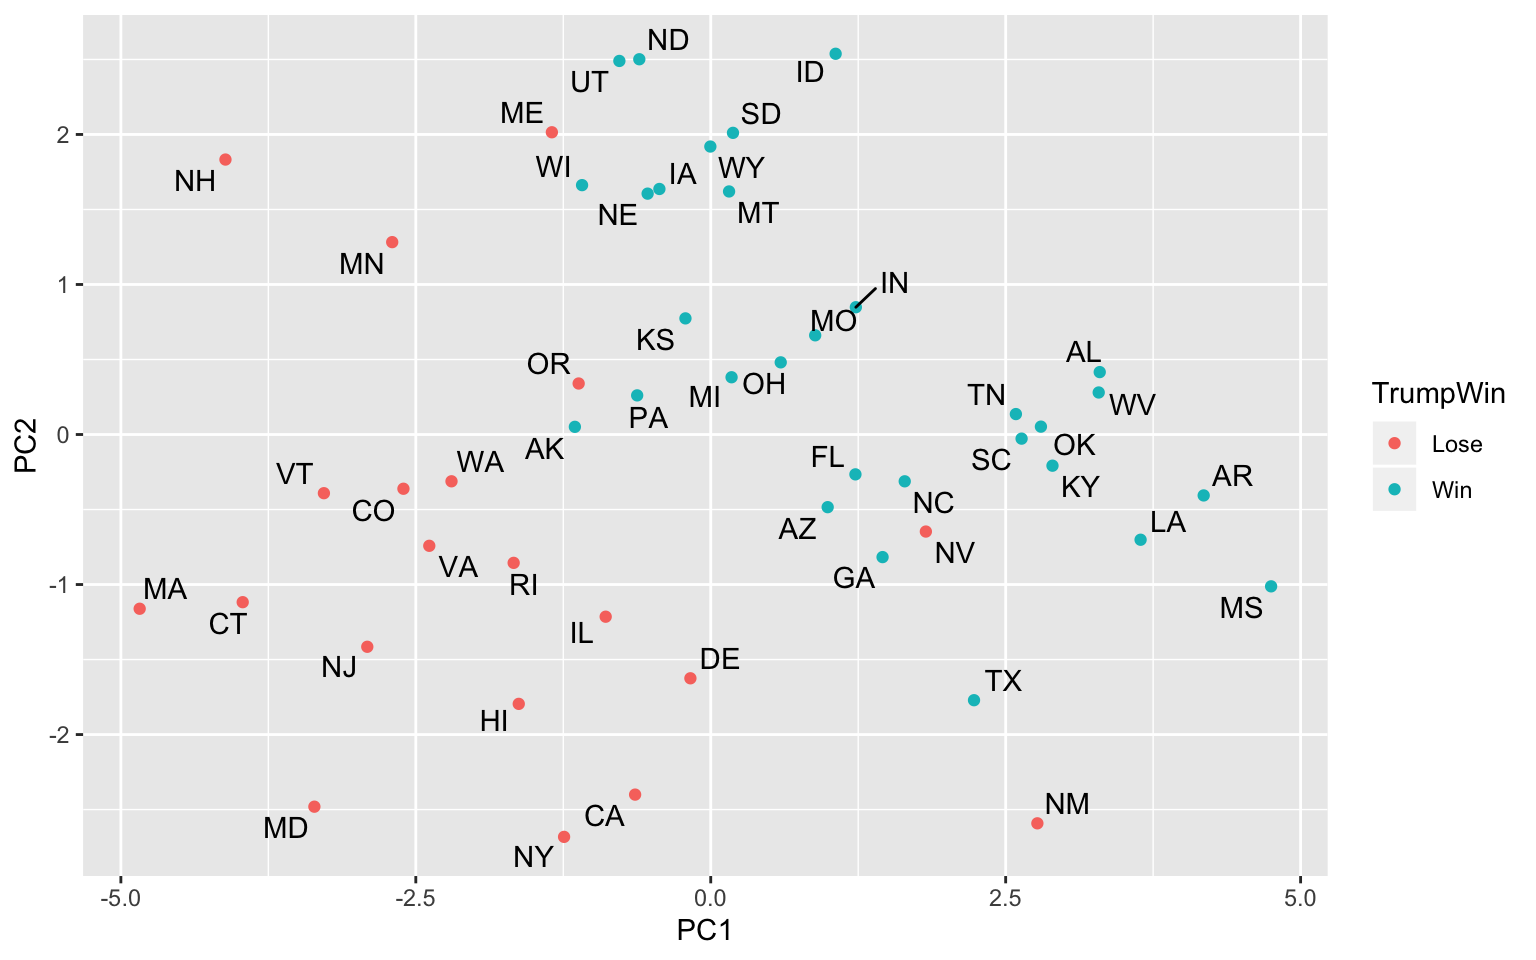 ND
UT
ID
ME
SD
WI
IA
WY
NH
NE
MT
MN
IN
MO
KS
OR
AL
MI
OH
TN
WV
PA
AK
OK
FL
SC
WA
VT
KY
AR
CO
NC
LA
AZ
NV
VA
GA
RI
MA
MS
CT
IL
DE
NJ
TX
HI
NM
CA
MD
NY
2
1
0
-1
-2
PC2
-5.0 -2.5 0.0 2.5 5.0
PC1
TrumpWin
Lose
Win